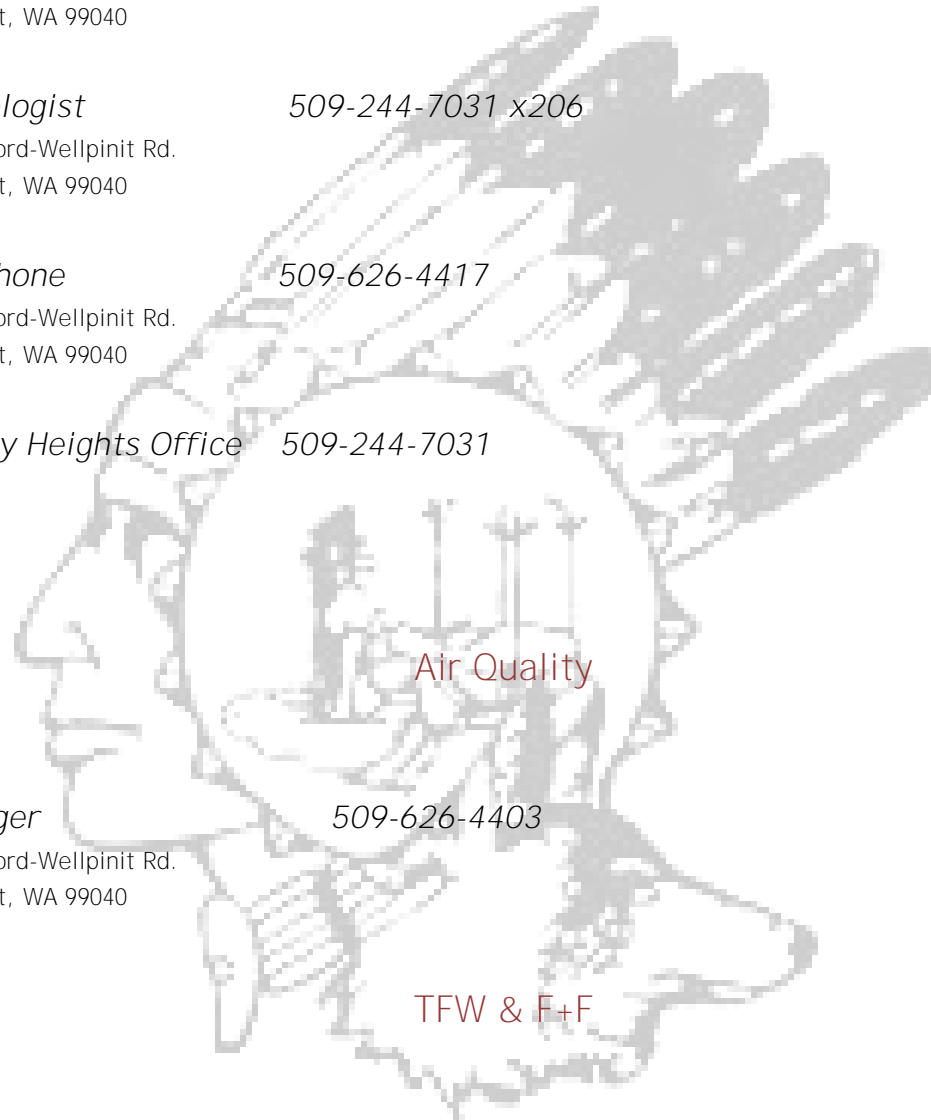 t, WA 99040
ologist 509-244-7031 x206
ord-Wellpinit Rd.
t, WA 99040
hone 509-626-4417
ord-Wellpinit Rd.
t, WA 99040
y Heights Office 509-244-7031
Air Quality
ger 509-626-4403
ord-Wellpinit Rd.
t, WA 99040
TFW & F+F